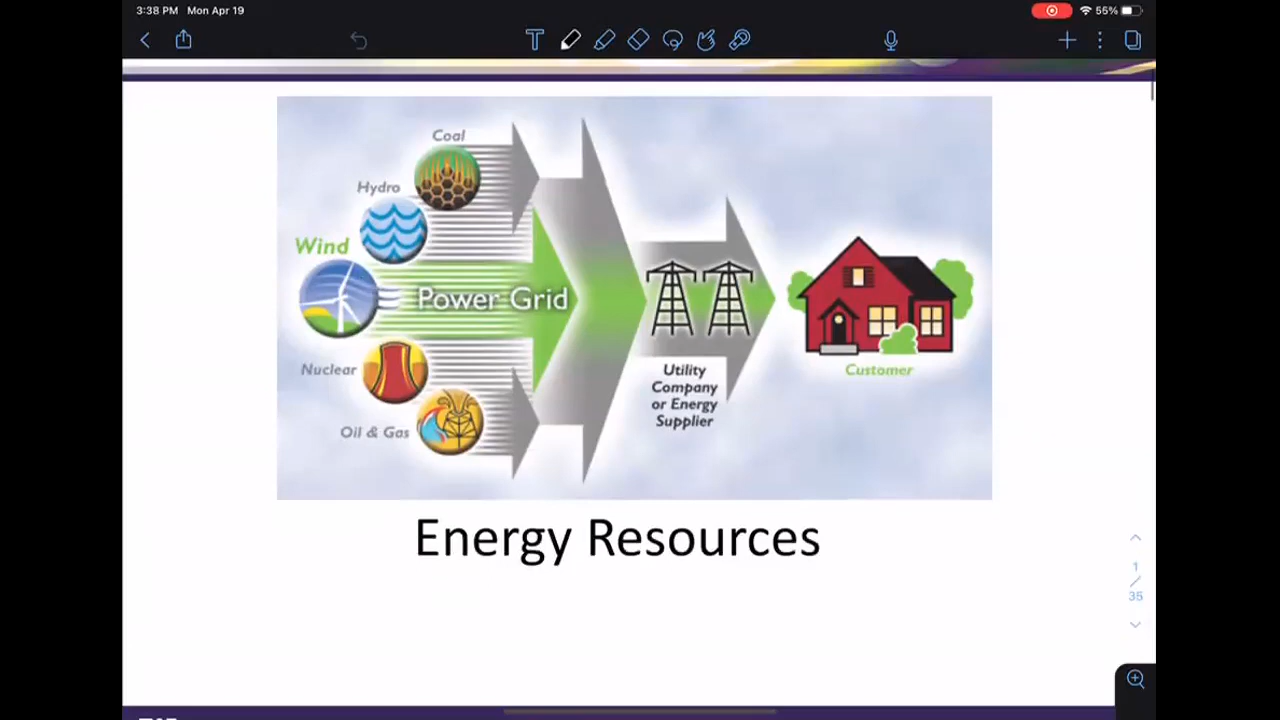 3:38 PM Mon Apr 19
55%
Coal
Hydro
Wind
Power Grid
Nuclear
Oil & Gas
Utility
Company
or Energy
Supplier
Customer
Energy Resources
1
/
35